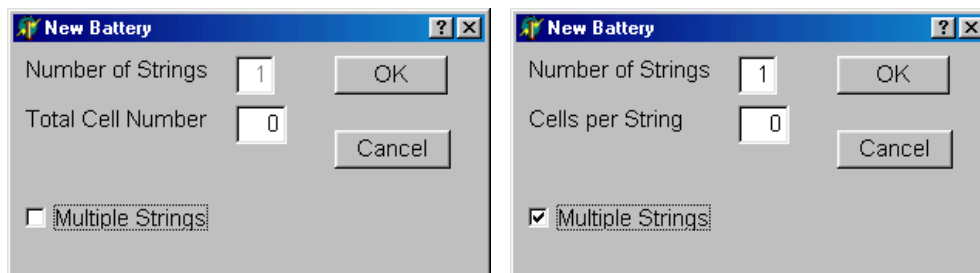 New Battery
Number of Strings 1 OK
Total Cell Number 0
Cancel
Multiple Strings
New Battery
Number of Strings 1 OK
Cells per String 0
Cancel
Multiple Strings